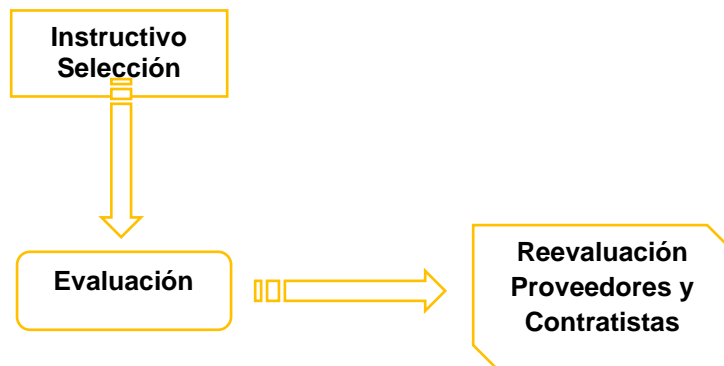 Instructivo
Selección
Evaluación
Reevaluación
Proveedores y
Contratistas